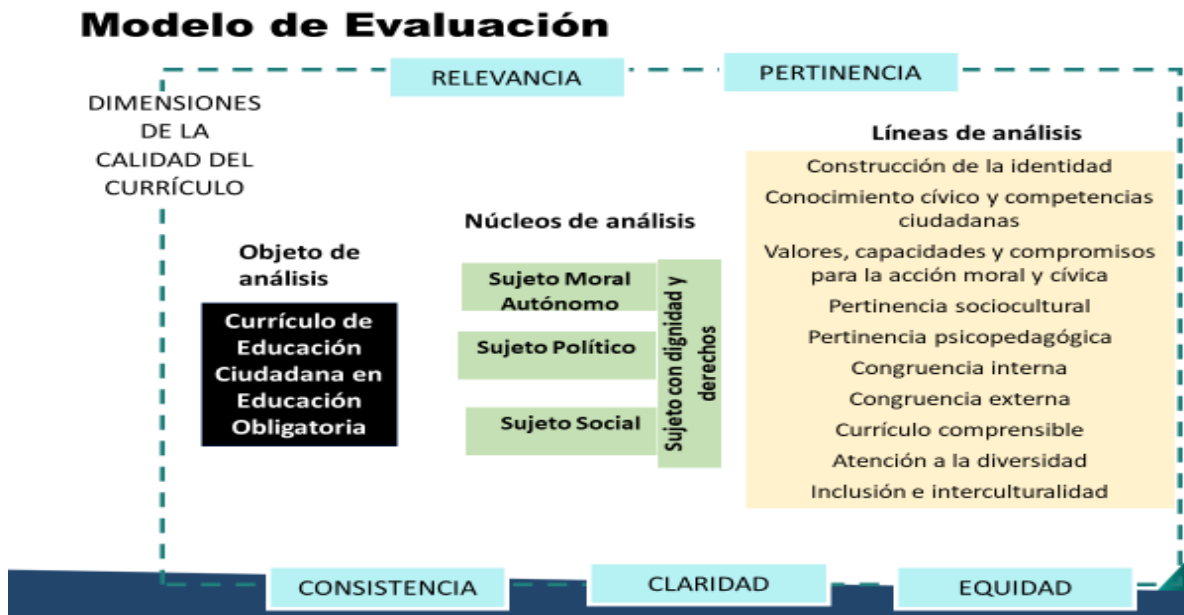 Modelo de Evaluación
RELEVANCIA
PERTINENCIA
DIMENSIONES
DE LA
CALIDAD DEL
CURRÍCULO
Objeto de
análisis
Currículo de
Educación
Ciudadana en
Educación
Obligatoria
Núcleos de análisis
Sujeto Moral
Autónomo
Sujeto Político
Sujeto Social
Sujeto con dignidad y
derechos
Líneas de análisis
Construcción de la identidad
Conocimiento cívico y competencias
ciudadanas
Valores, capacidades y compromisos
para la acción moral y cívica
Pertinencia sociocultural
Pertinencia psicopedagógica
Congruencia interna
Congruencia externa
Currículo comprensible
Atención a la diversidad
Inclusión e interculturalidad
CONSISTENCIA
CLARIDAD
EQUIDAD